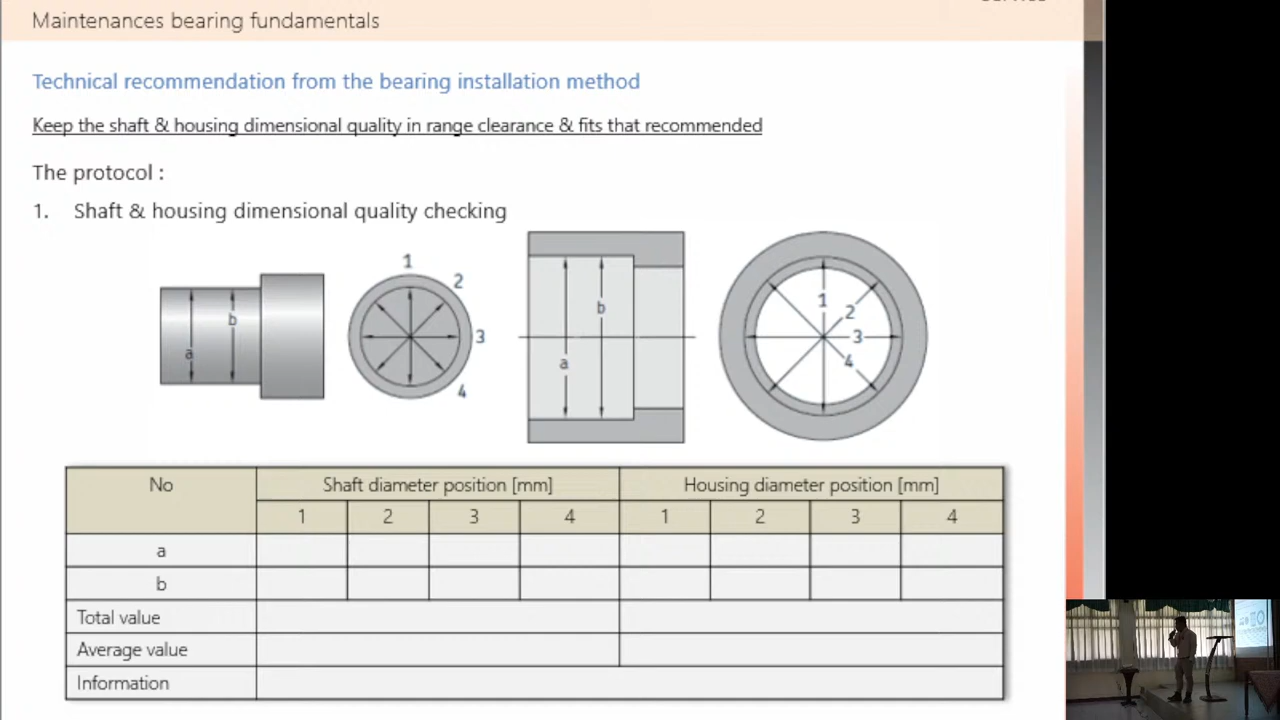 Maintenances bearing fundamentals
Technical recommendation from the bearing installation method
Keep the shaft & housing dimensional quality in range clearance & fits that recommended
The protocol :
1. Shaft & housing dimensional quality checking
1
2
3
4
a
b
a
b
1
2
3
4
No Shaft diameter position [mm] Housing diameter position [mm]
1 2 3 4 1 2 3 4
a
b
Total value
Average value
Information